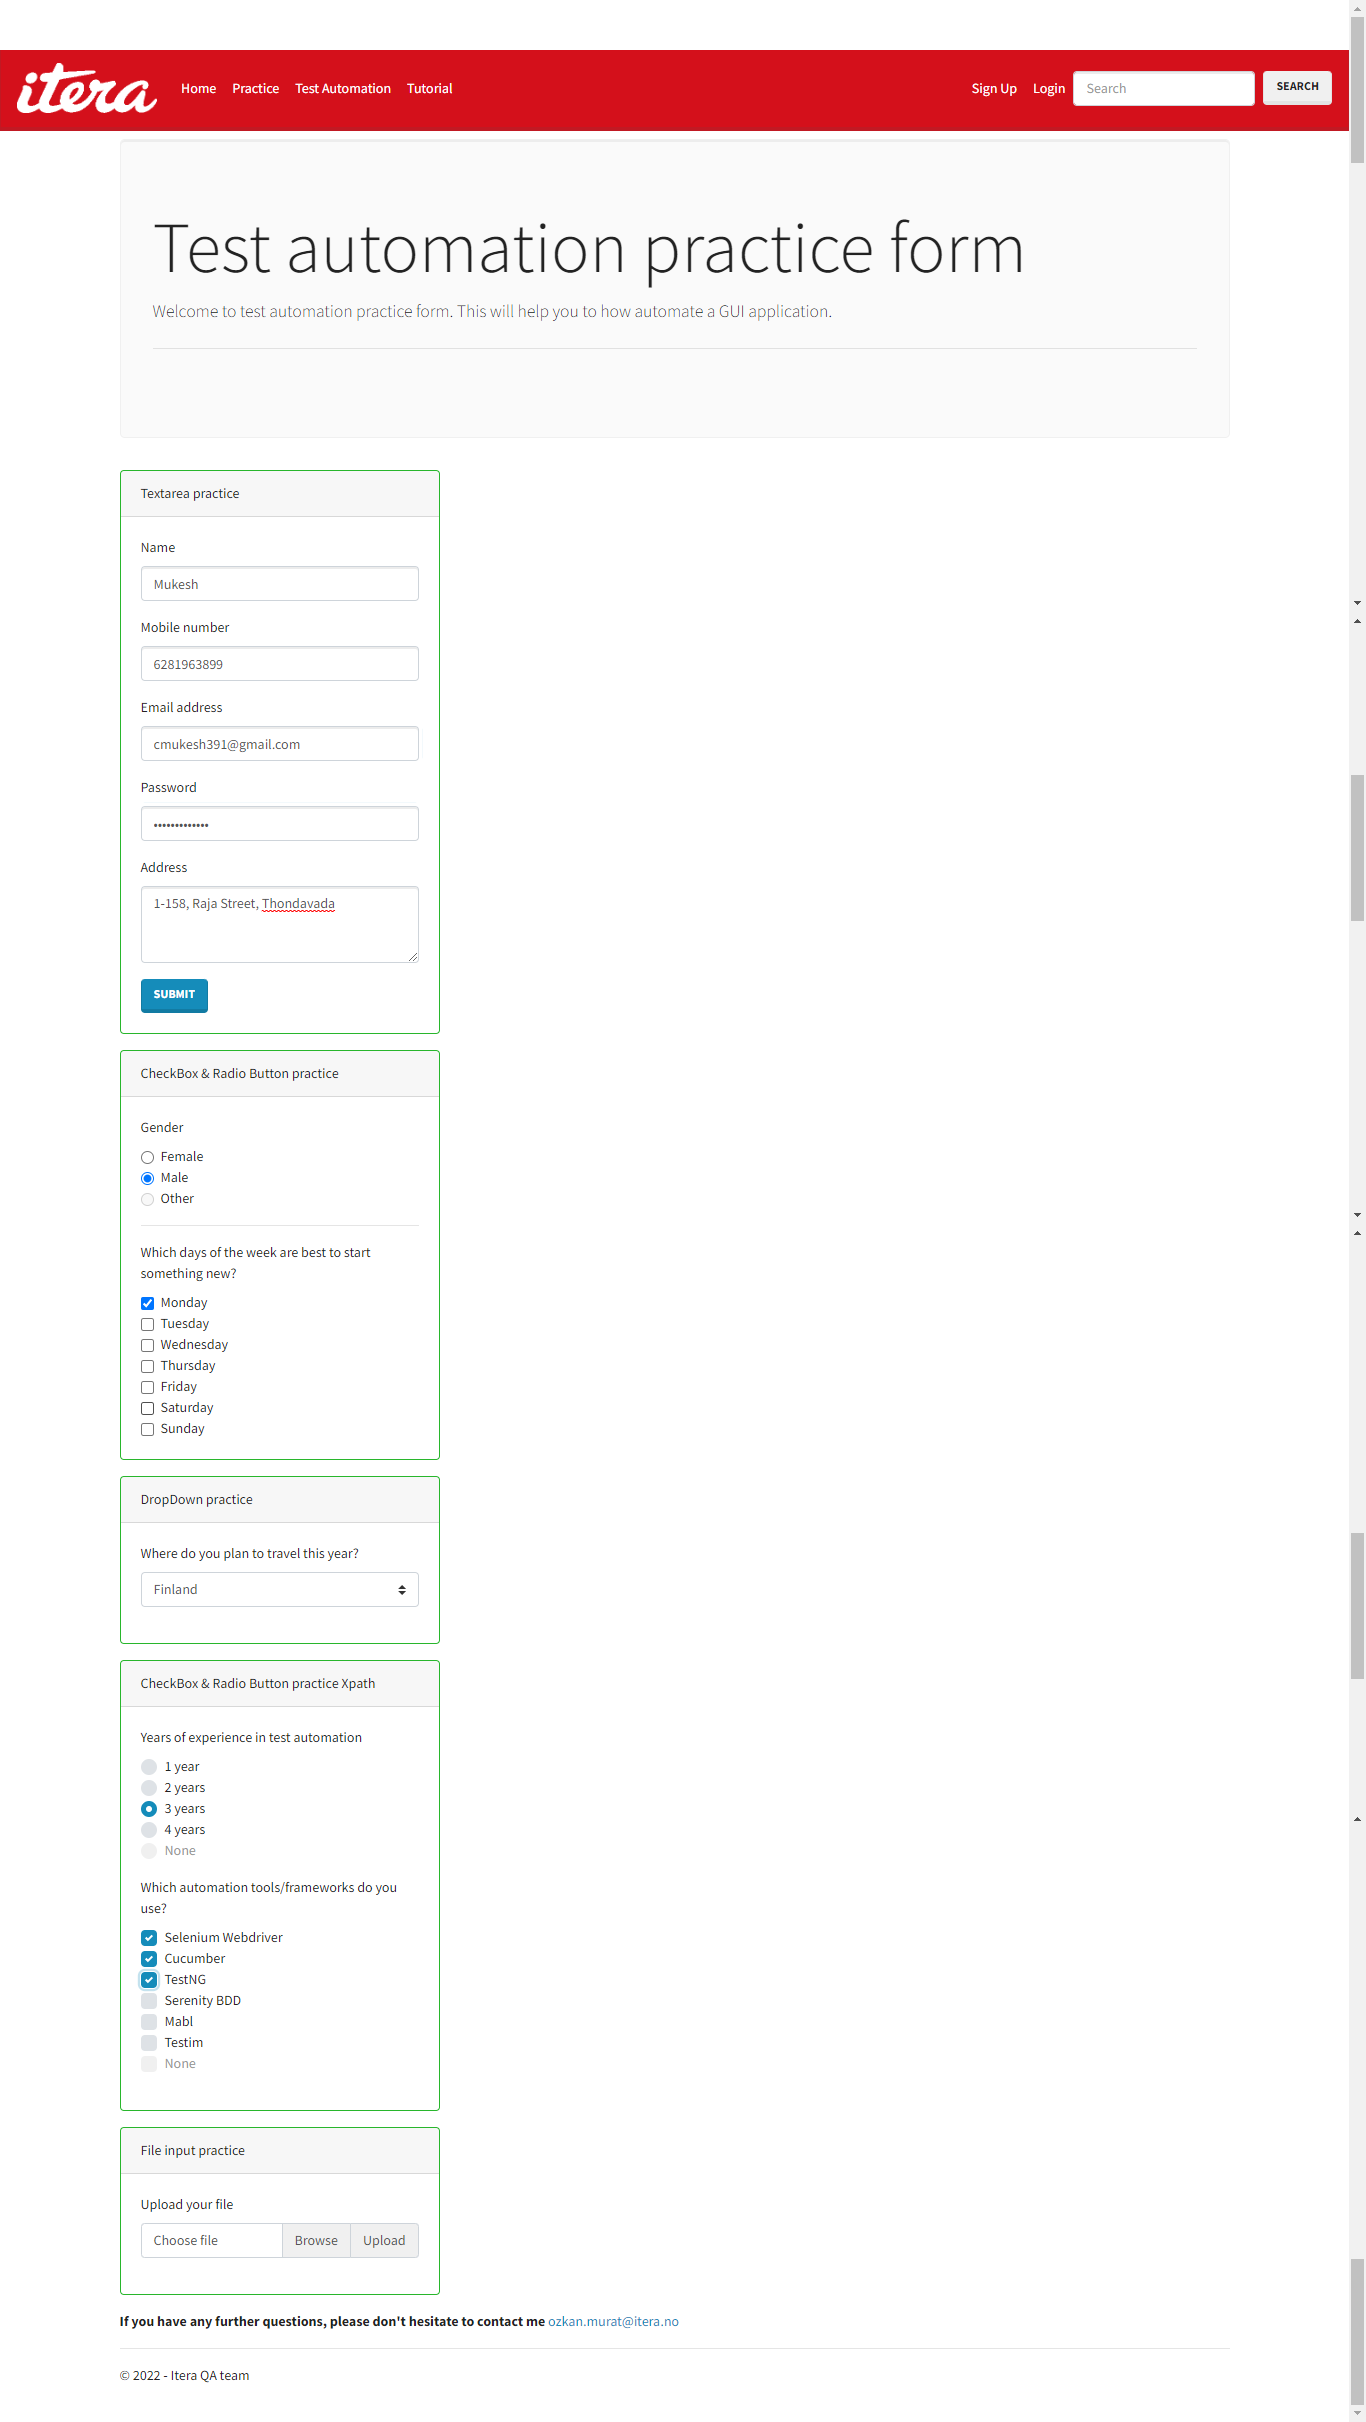 itera
Home Practice Test Automation Tutorial Sign Up Login Search SEARCH
Test automation practice form
Welcome to test automation practice form. This will help you to how automate a GUI application.
Textarea practice
Name
Mukesh
Mobile number
6281963899
Email address
cmukesh391@gmail.com
Password
•••••••••••••
Address
1-158, Raja Street, Thondavada
SUBMIT
CheckBox & Radio Button practice
Gender
Female
Male
Other
Which days of the week are best to start
something new?
Monday
Tuesday
Wednesday
Thursday
Friday
Saturday
Sunday
DropDown practice
Where do you plan to travel this year?
Finland
CheckBox & Radio Button practice Xpath
Years of experience in test automation
1 year
2 years
3 years
4 years
None
Which automation tools/frameworks do you
use?
Selenium Webdriver
Cucumber
TestNG
Serenity BDD
Mabl
Testim
None
File input practice
Upload your file
Choose file Browse Upload
If you have any further questions, please don't hesitate to contact me ozkan.murat@itera.no
© 2022 - Itera QA team